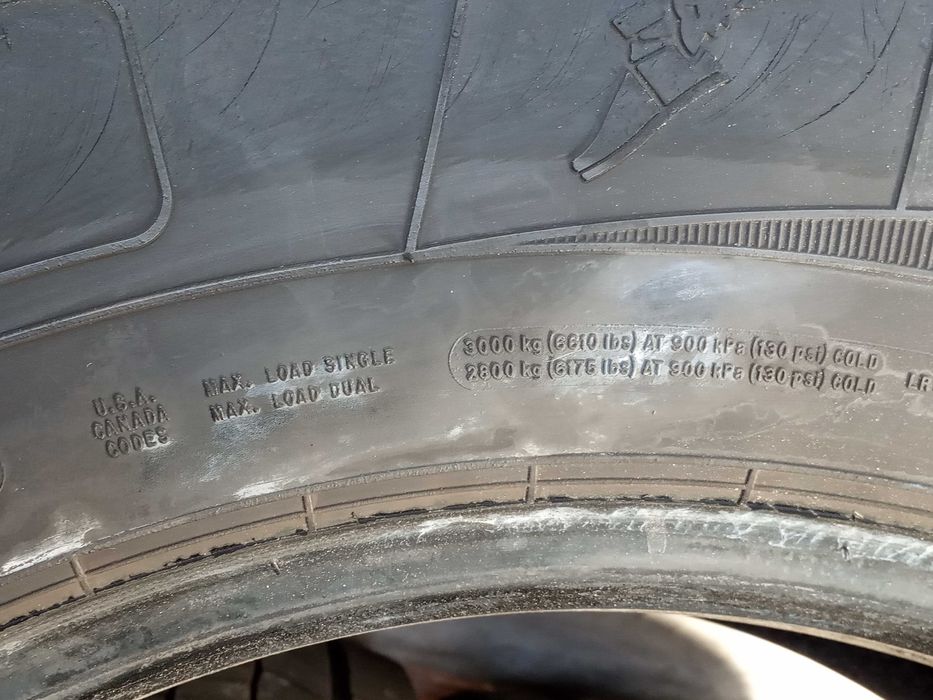 U.S.A.
CANADA
CODES
MAX. LOAD SINGLE
MAX. LOAD DUAL
3000 kg (6610 lbs) AT 900 kPa (130 psi) COLD
2800 kg (6175 lbs) AT 900 kPa (130 psi) COLD
LR